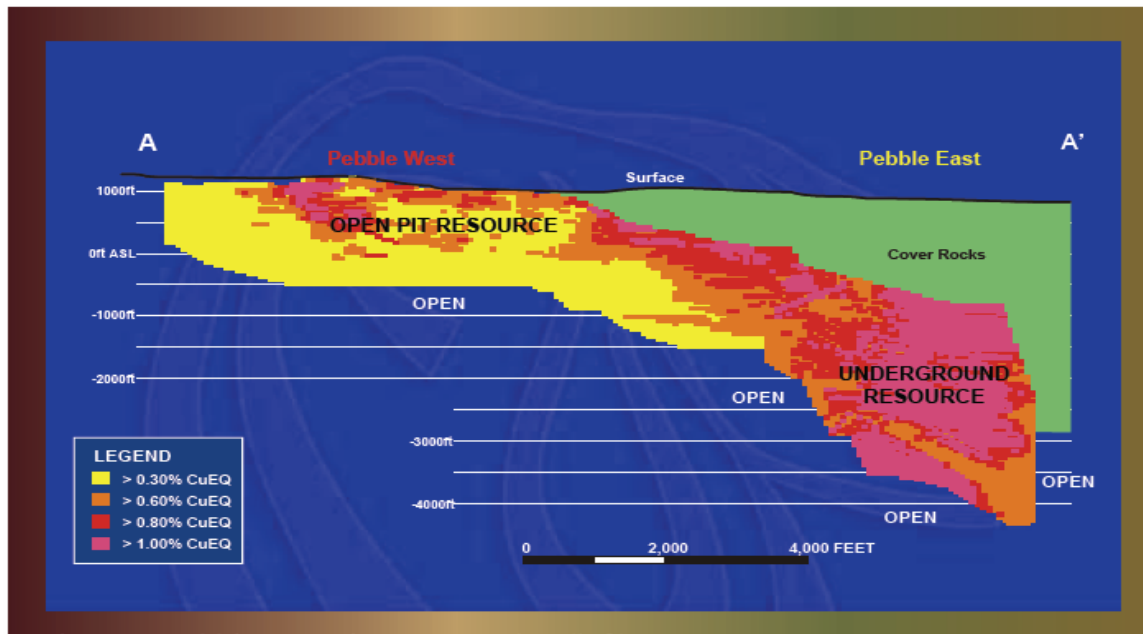 A
A'
Pebble West
Pebble East
Surface
1000ft
OPEN PIT RESOURCE
0ft ASL
Cover Rocks
OPEN
-1000ft
-2000ft
UNDERGROUND
RESOURCE
OPEN
-3000ft
LEGEND
> 0.30% CuEQ
> 0.60% CuEQ
> 0.80% CuEQ
> 1.00% CuEQ
OPEN
-4000ft
OPEN
0 2,000 4,000 FEET